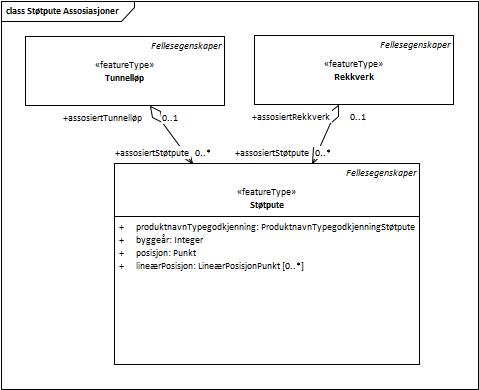 class Støtpute Assosiasjoner
Fellesegenskaper
«featureType»
Tunnelløp
Fellesegenskaper
«featureType»
Rekkverk
+assosiertTunnelløp 0..1
+assosiertRekkverk 0..1
+assosiertStøtpute 0..*
+assosiertStøtpute 0..*
Fellesegenskaper
«featureType»
Støtpute
+ produktnavnTypegodkjenning: ProduktnavnTypegodkjenningStøtpute
+ byggeår: Integer
+ posisjon: Punkt
+ lineærPosisjon: LineærPosisjonPunkt [0..*]